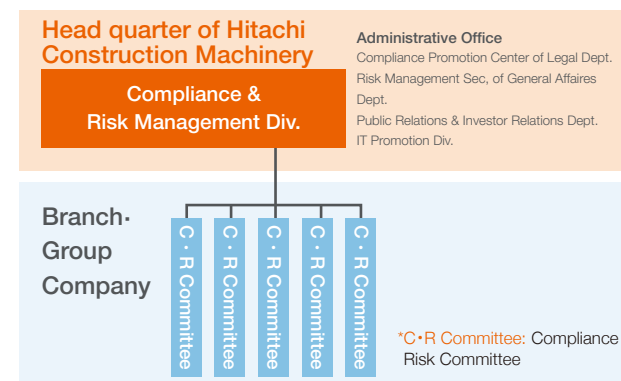 Head quarter of Hitachi
Construction Machinery
Compliance &
Risk Management Div.
Administrative Office
Compliance Promotion Center of Legal Dept.
Risk Management Sec, of General Affaires
Dept.
Public Relations & Investor Relations Dept.
IT Promotion Div.
Branch·
Group
Company
C・R Committee
C・R Committee
C・R Committee
C・R Committee
C・R Committee
*C・R Committee: Compliance
Risk Committee